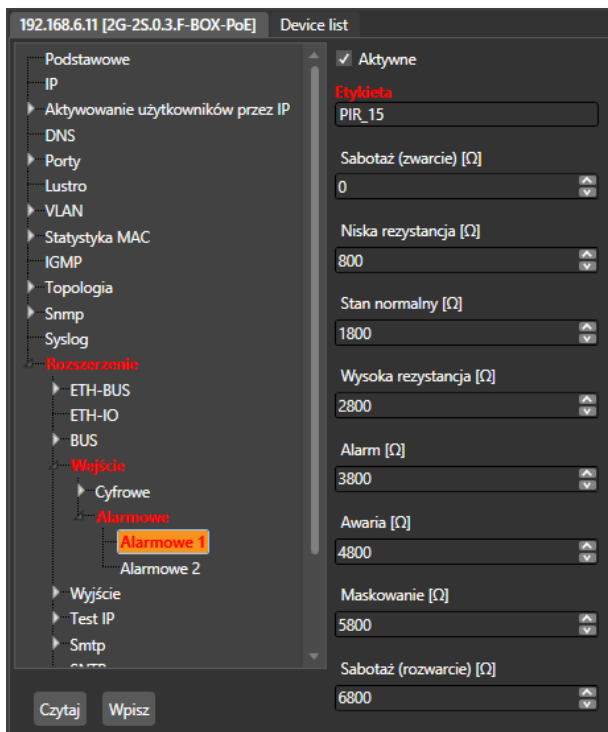 192.168.6.11 [2G-2S.0.3.F-BOX-PoE]
Device list
Podstawowe
IP
Aktywowanie użytkowników przez IP
DNS
Porty
Lustro
VLAN
Statystyka MAC
IGMP
Topologia
Snmp
Syslog
Rozszerzenie
ETH-BUS
ETH-IO
BUS
Wejście
Cyfrowe
Alarmowe
Alarmowe 1
Alarmowe 2
Wyjście
Test IP
Smtp
SNTP
Czytaj
Wpisz
Aktywne
Etykieta
PIR_15
Sabotaż (zwarcie) [Ω]
0
Niska rezystancja [Ω]
800
Stan normalny [Ω]
1800
Wysoka rezystancja [Ω]
2800
Alarm [Ω]
3800
Awaria [Ω]
4800
Maskowanie [Ω]
5800
Sabotaż (rozwarcie) [Ω]
6800